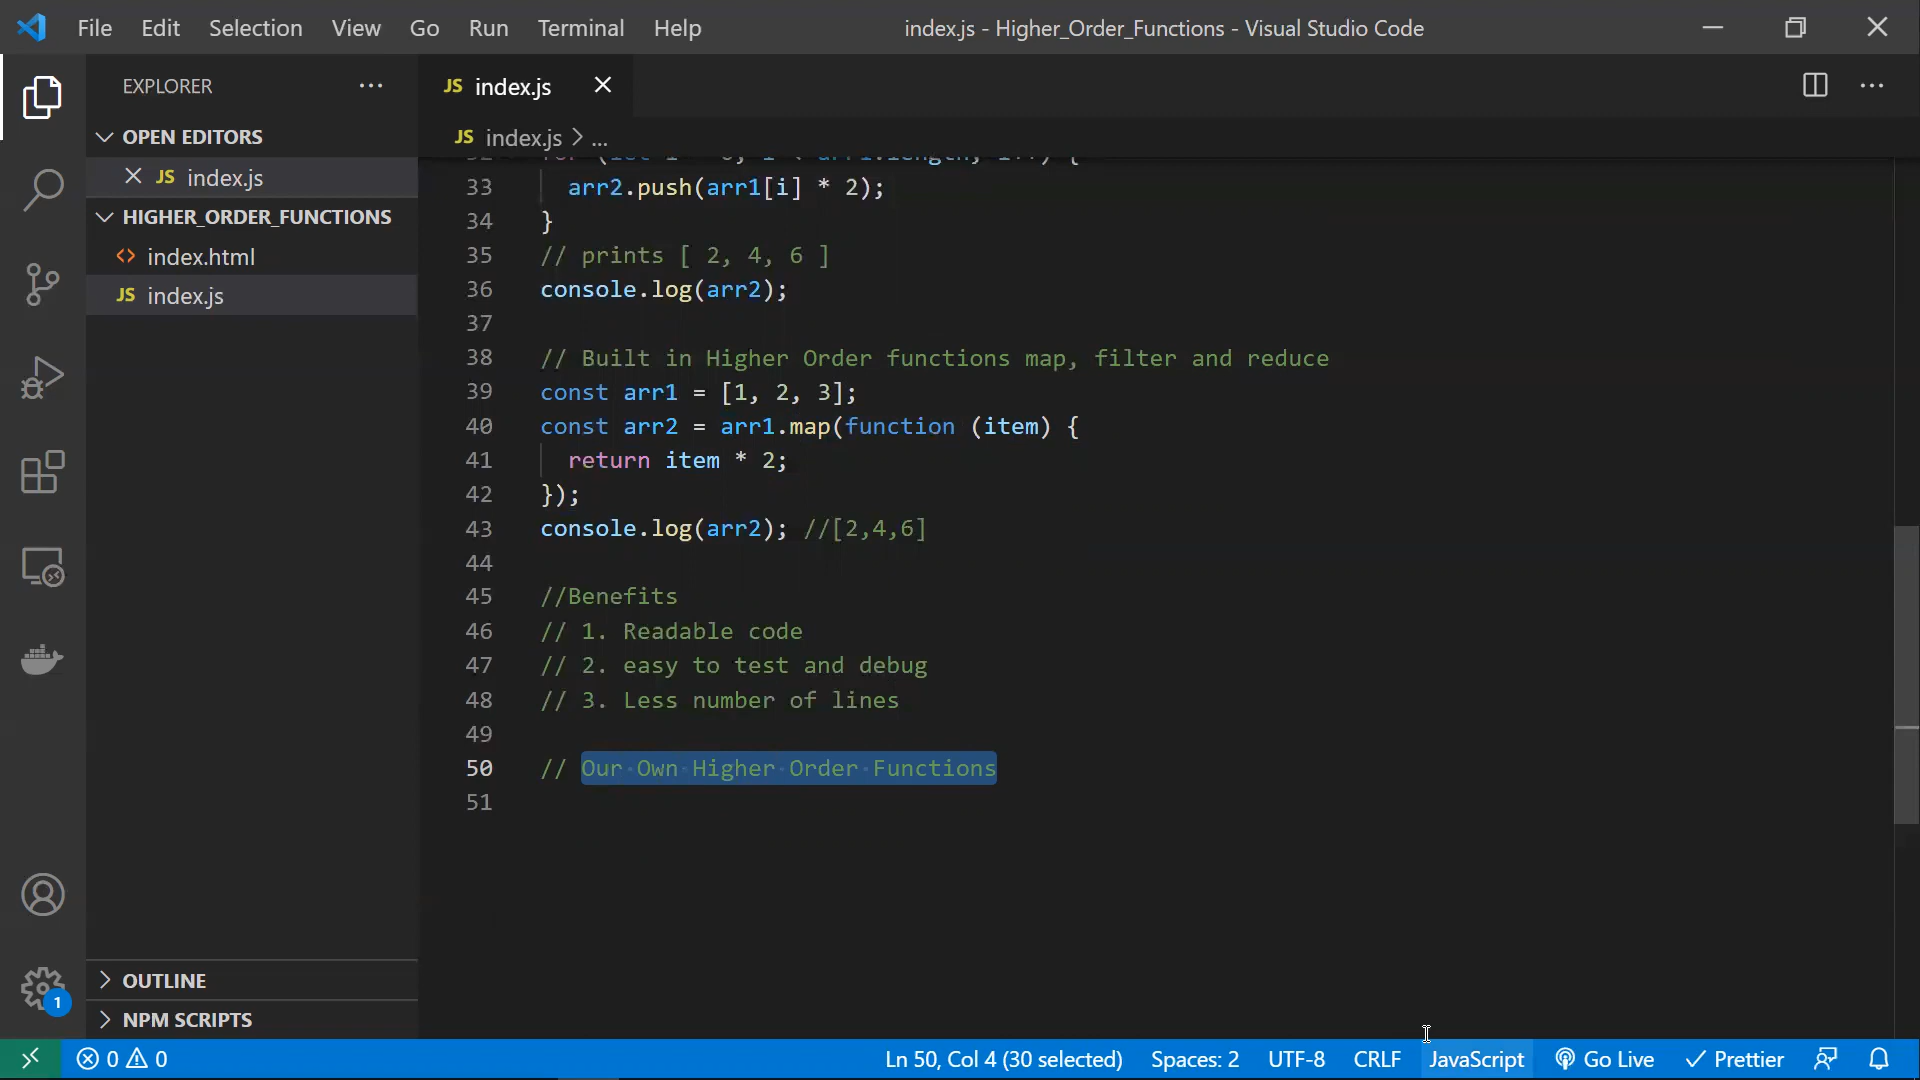 File Edit Selection View Go Run Terminal Help
index.js - Higher_Order_Functions - Visual Studio Code
EXPLORER
OPEN EDITORS
JS index.js
HIGHER_ORDER_FUNCTIONS
<> index.html
JS index.js
OUTLINE
NPM SCRIPTS
JS index.js
JS index.js > ...
33 arr2.push(arr1[i] * 2);
34 }
35 // prints [ 2, 4, 6 ]
36 console.log(arr2);
37
38 // Built in Higher Order functions map, filter and reduce
39 const arr1 = [1, 2, 3];
40 const arr2 = arr1.map(function (item) {
41 return item * 2;
42 });
43 console.log(arr2); //[2,4,6]
44
45 //Benefits
46 // 1. Readable code
47 // 2. easy to test and debug
48 // 3. Less number of lines
49
50 // Our Own Higher Order Functions
51
1
0 0 Ln 50, Col 4 (30 selected) Spaces: 2 UTF-8 CRLF JavaScript Go Live Prettier